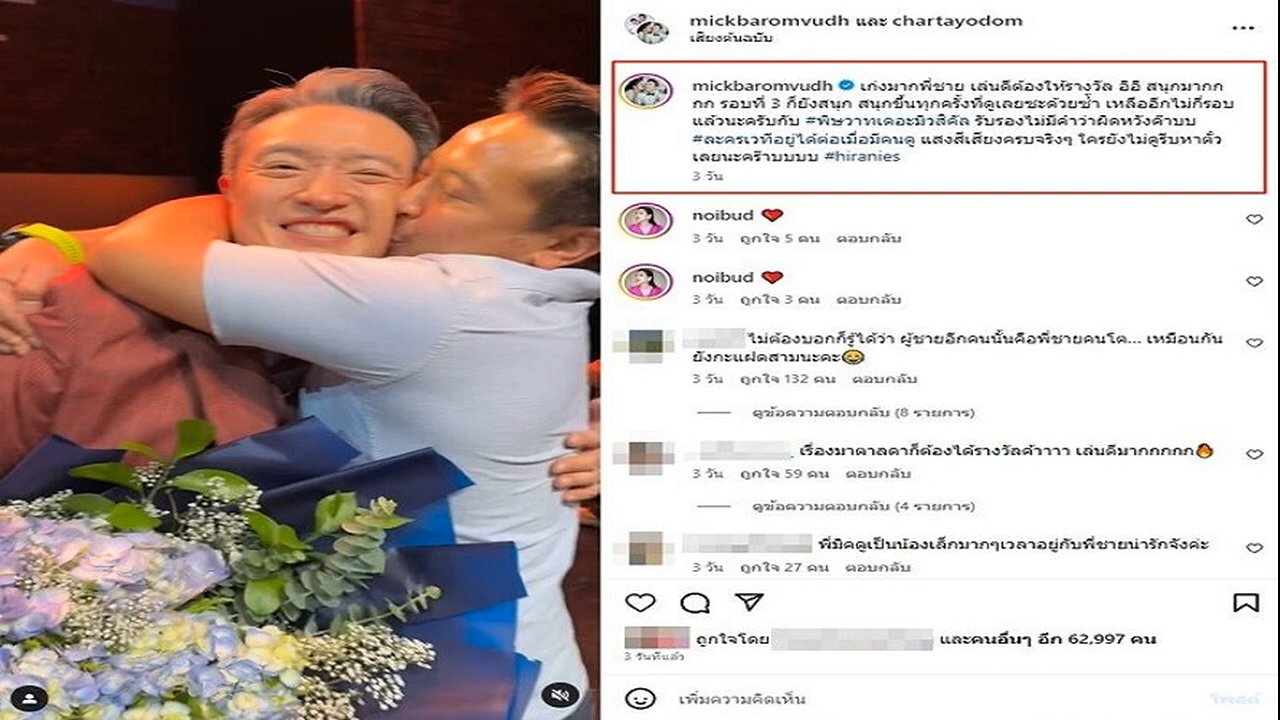 mickbaromvudh และ chartayodom
เสียงต้นฉบับ
mickbaromvudh เก่งมากพี่ชาย เล่นดีต้องให้รางวัล อิอิ สนุกมากก
กก รอบที่ 3 ก็ยังสนุก สนุกขึ้นทุกครั้งที่ดูเลยซะด้วยซ้ำ เหลืออีกไม่กี่รอบ
แล้วนะครับกับ #พิษวาทเดอะมิวสิคัล รับรองไม่มีคำว่าผิดหวังค้าบบ
#ละครเวทีอยู่ได้ต่อเมื่อมีคนดู แสงสีเสียงครบจริงๆ ใครยังไม่ดูรีบหาตั๋ว
เลยนะคร๊าบบบบ #hiranies
3 วัน
noibud ❤️
3 วัน ถูกใจ 5 คน ตอบกลับ
noibud ❤️
3 วัน ถูกใจ 3 คน ตอบกลับ
ไม่ต้องบอกก็รู้ได้ว่า ผู้ชายอีกคนนั้นคือพี่ชายคนโต... เหมือนกัน
ยังกะแฝดสามนะคะ😂
3 วัน ถูกใจ 132 คน ตอบกลับ
ดูข้อความตอบกลับ (8 รายการ)
เรื่องมาตาลดาก็ต้องได้รางวัลค้าาาา เล่นดีมากกกกก🔥
3 วัน ถูกใจ 59 คน ตอบกลับ
ดูข้อความตอบกลับ (4 รายการ)
พี่มิคดูเป็นน้องเล็กมากๆเวลาอยู่กับพี่ชายน่ารักจังค่ะ
3 วัน ถูกใจ 27 คน ตอบกลับ
ถูกใจโดย และคนอื่นๆ อีก 62,997 คน
3 วันที่แล้ว
เพิ่มความคิดเห็น
โพสต์